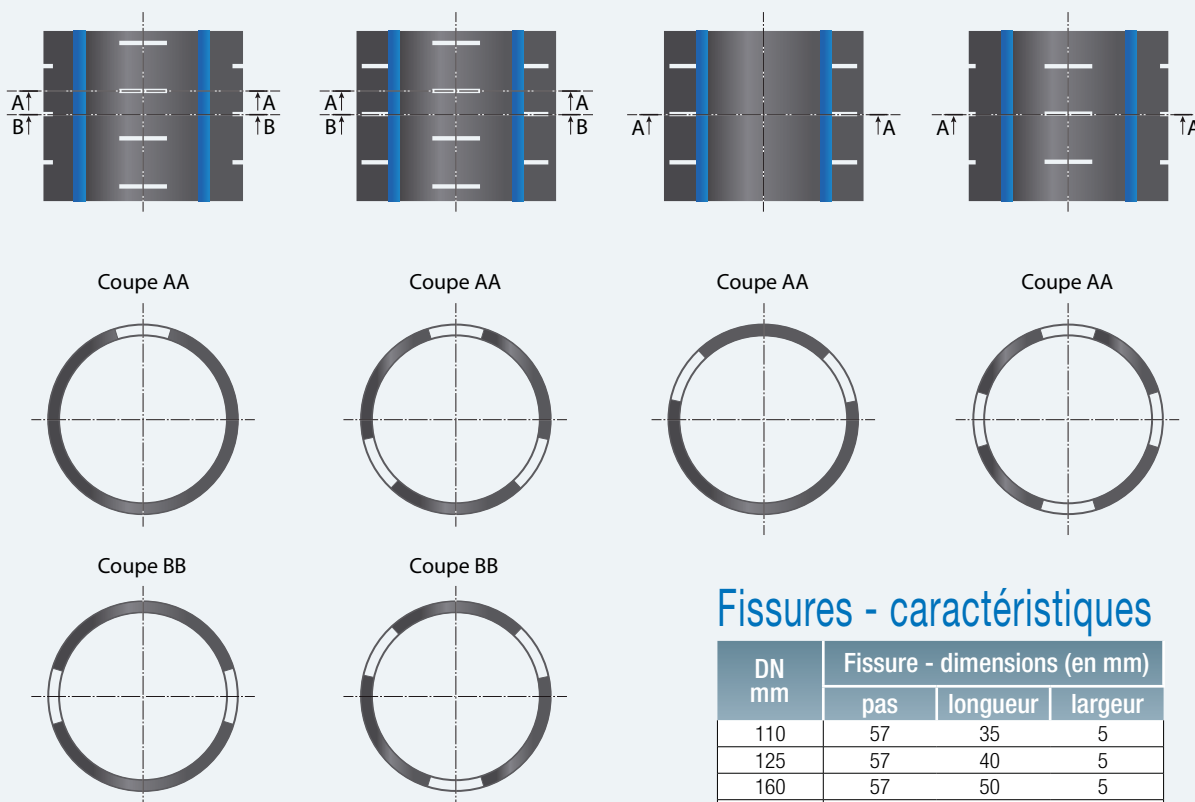 A A A A
B B B B A A A A
Coupe AA Coupe AA Coupe AA Coupe AA
Coupe BB Coupe BB
Fissures - caractéristiques
DN mm Fissure - dimensions (en mm)
pas longueur largeur
110 57 35 5
125 57 40 5
160 57 50 5